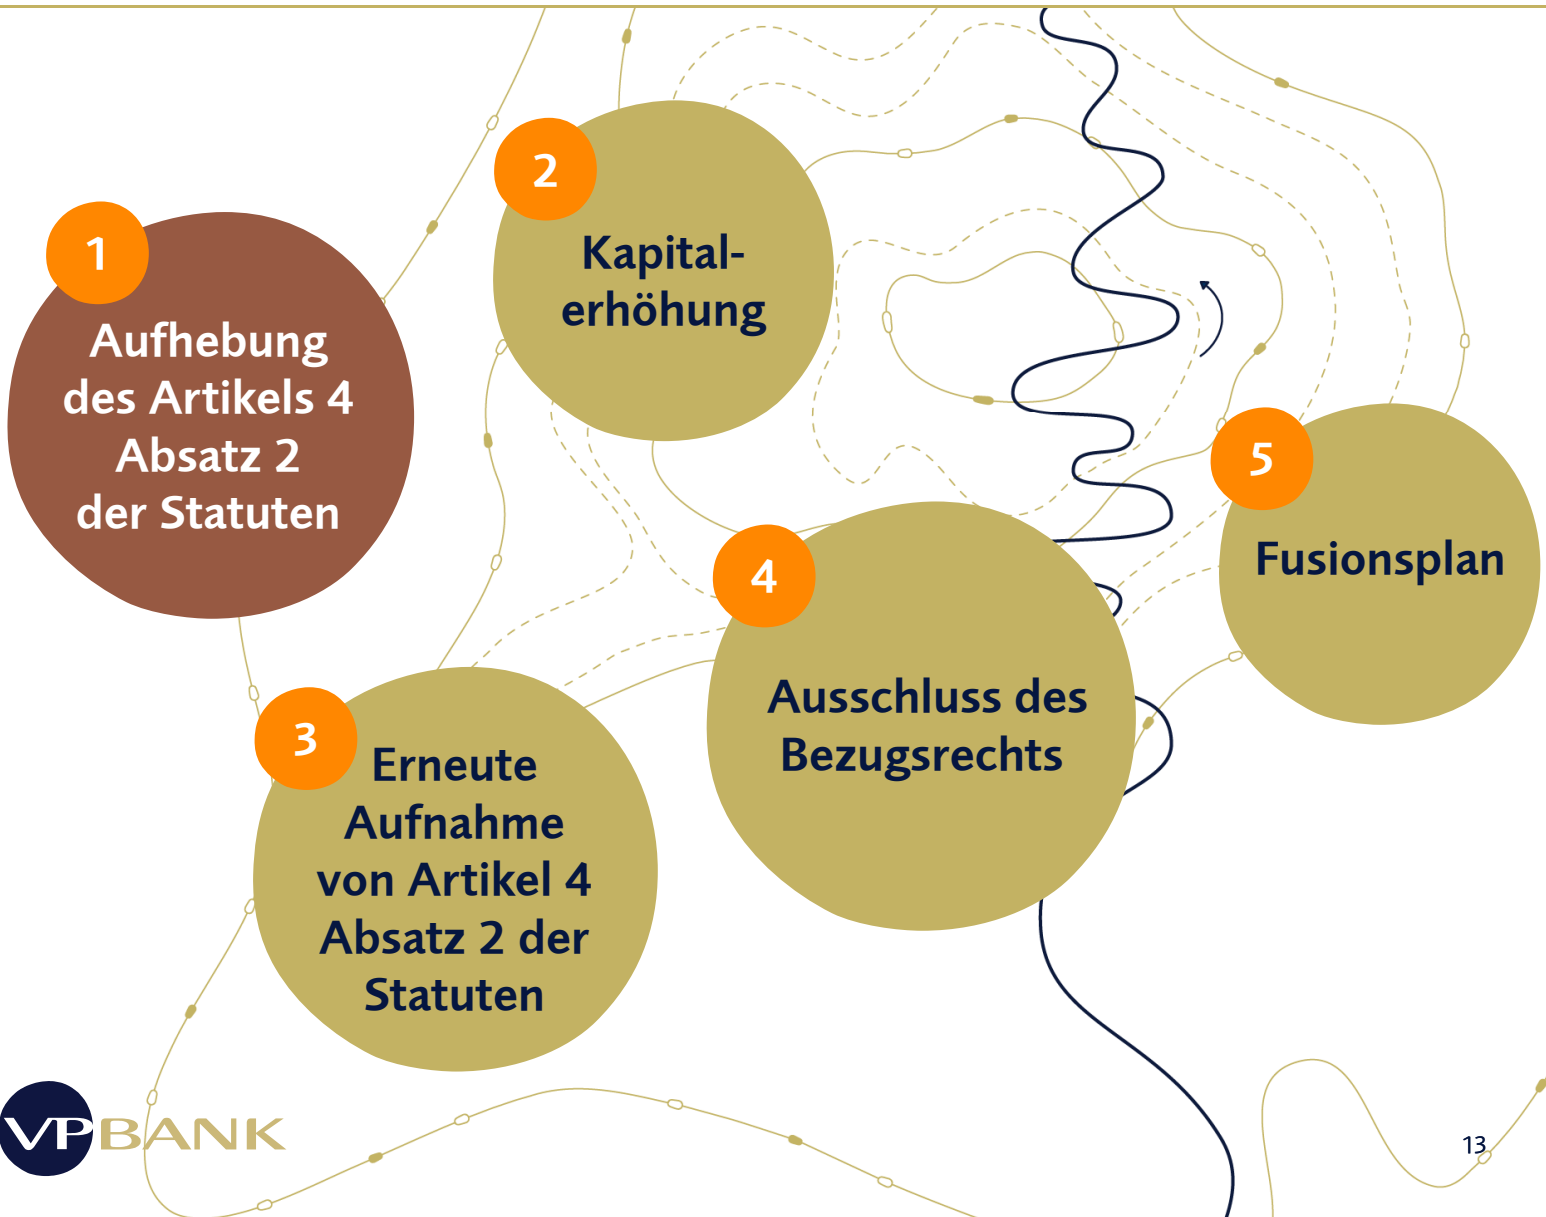 1
Aufhebung
des Artikels 4
Absatz 2
der Statuten
2
Kapital-
erhöhung
3
Erneute
Aufnahme
von Artikel 4
Absatz 2 der
Statuten
4
Ausschluss des
Bezugsrechts
5
Fusionsplan
VPBANK
13